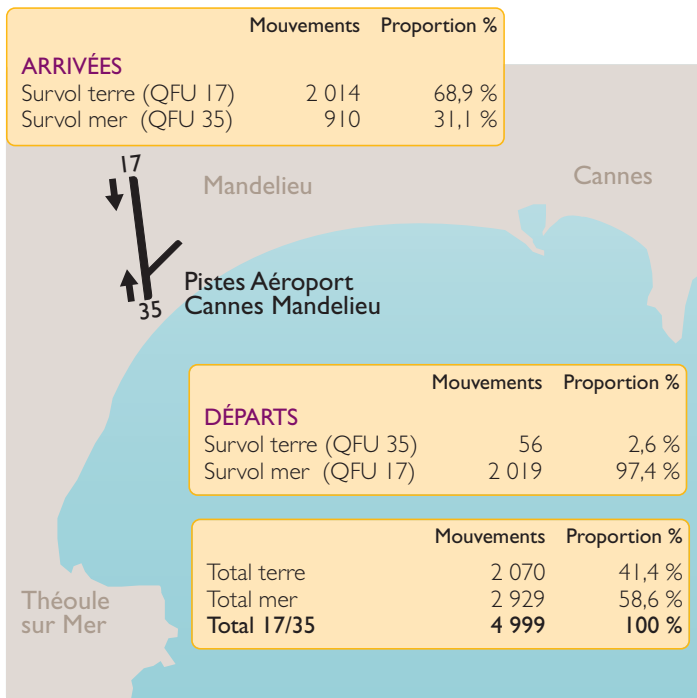 Mouvements Proportion %
ARRIVÉES
Survol terre (QFU 17) 2 014 68,9 %
Survol mer (QFU 35) 910 31,1 %
17
Mandelieu
Cannes
35
Pistes Aéroport
Cannes Mandelieu
Mouvements Proportion %
DÉPARTS
Survol terre (QFU 35) 56 2,6 %
Survol mer (QFU 17) 2 019 97,4 %
Mouvements Proportion %
Total terre 2 070 41,4 %
Total mer 2 929 58,6 %
Total 17/35 4 999 100 %
Théoule
sur Mer